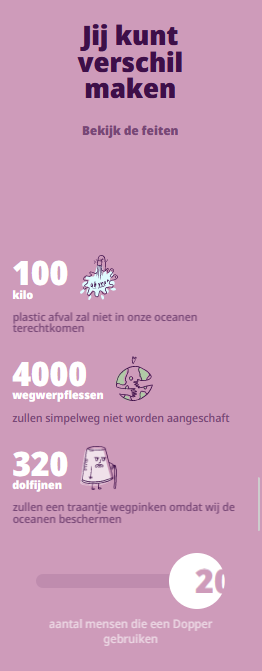 Jij kunt
verschil
maken
Bekijk de feiten
100
kilo
plastic afval zal niet in onze oceanen
terechtkomen
4000
wegwerpflessen
zullen simpelweg niet worden aangeschaft
320
dolfijnen
zullen een traantje wegpinken omdat wij de
oceanen beschermen
20
aantal mensen die een Dopper
gebruiken